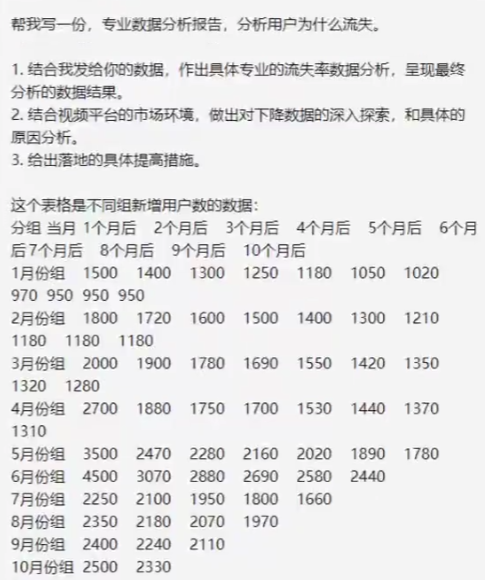 帮我写一份，专业数据分析报告，分析用户为什么流失。
1. 结合我发给你的数据，作出具体专业的流失率数据分析，呈现最终
分析的数据结果。
2. 结合视频平台的市场环境，做出对下降数据的深入探索，和具体的
原因分析。
3. 给出落地的具体提高措施。
这个表格是不同组新增用户数的数据：
分组 当月 1个月后 2个月后 3个月后 4个月后 5个月后 6个月
后 7个月后 8个月后 9个月后 10个月后
1月份组 1500 1400 1300 1250 1180 1050 1020
970 950 950 950
2月份组 1800 1720 1600 1500 1400 1300 1210
1180 1180 1180
3月份组 2000 1900 1780 1690 1550 1420 1350
1320 1280
4月份组 2700 1880 1750 1700 1530 1440 1370
1310
5月份组 3500 2470 2280 2160 2020 1890 1780
6月份组 4500 3070 2880 2690 2580 2440
7月份组 2250 2100 1950 1800 1660
8月份组 2350 2180 2070 1970
9月份组 2400 2240 2110
10月份组 2500 2330